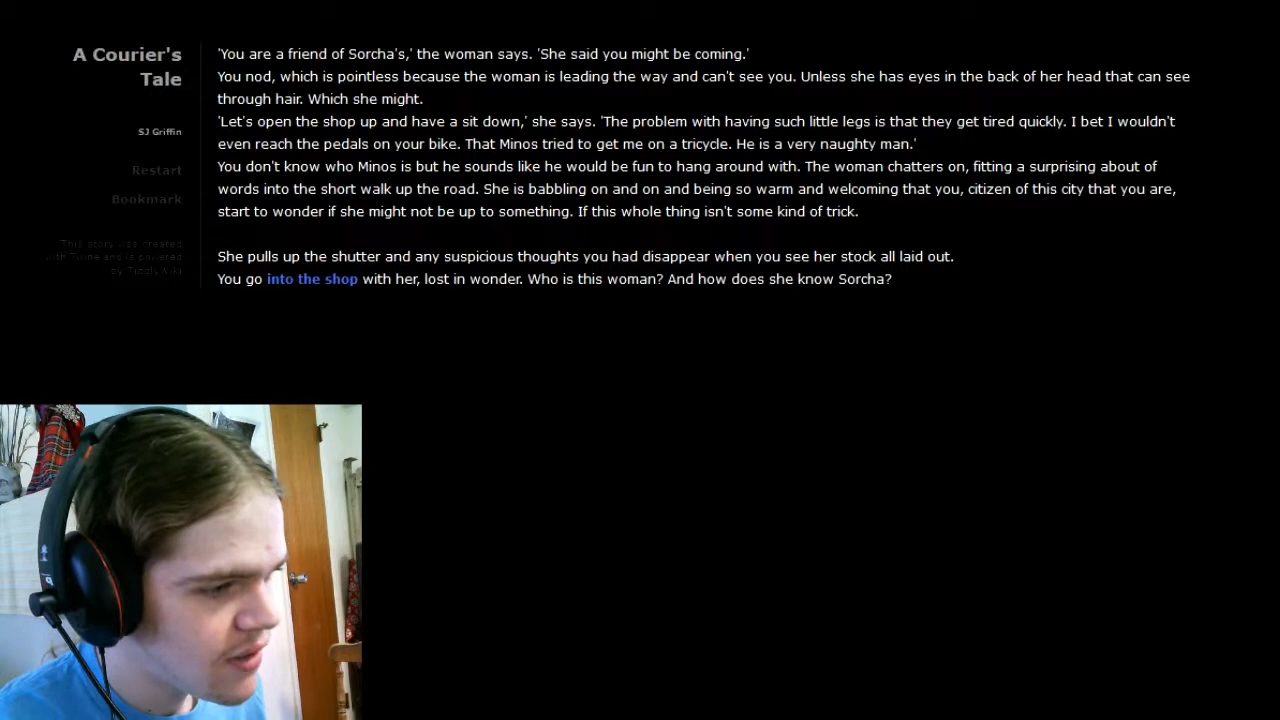 A Courier's
Tale
SJ Griffin
Restart
Bookmark
This story was created
with Twine and is powered
by TiddlyWiki
'You are a friend of Sorcha's,' the woman says. 'She said you might be coming.'
You nod, which is pointless because the woman is leading the way and can't see you. Unless she has eyes in the back of her head that can see
through hair. Which she might.
'Let's open the shop up and have a sit down,' she says. 'The problem with having such little legs is that they get tired quickly. I bet I wouldn't
even reach the pedals on your bike. That Minos tried to get me on a tricycle. He is a very naughty man.'
You don't know who Minos is but he sounds like he would be fun to hang around with. The woman chatters on, fitting a surprising about of
words into the short walk up the road. She is babbling on and on and being so warm and welcoming that you, citizen of this city that you are,
start to wonder if she might not be up to something. If this whole thing isn't some kind of trick.
She pulls up the shutter and any suspicious thoughts you had disappear when you see her stock all laid out.
You go into the shop with her, lost in wonder. Who is this woman? And how does she know Sorcha?